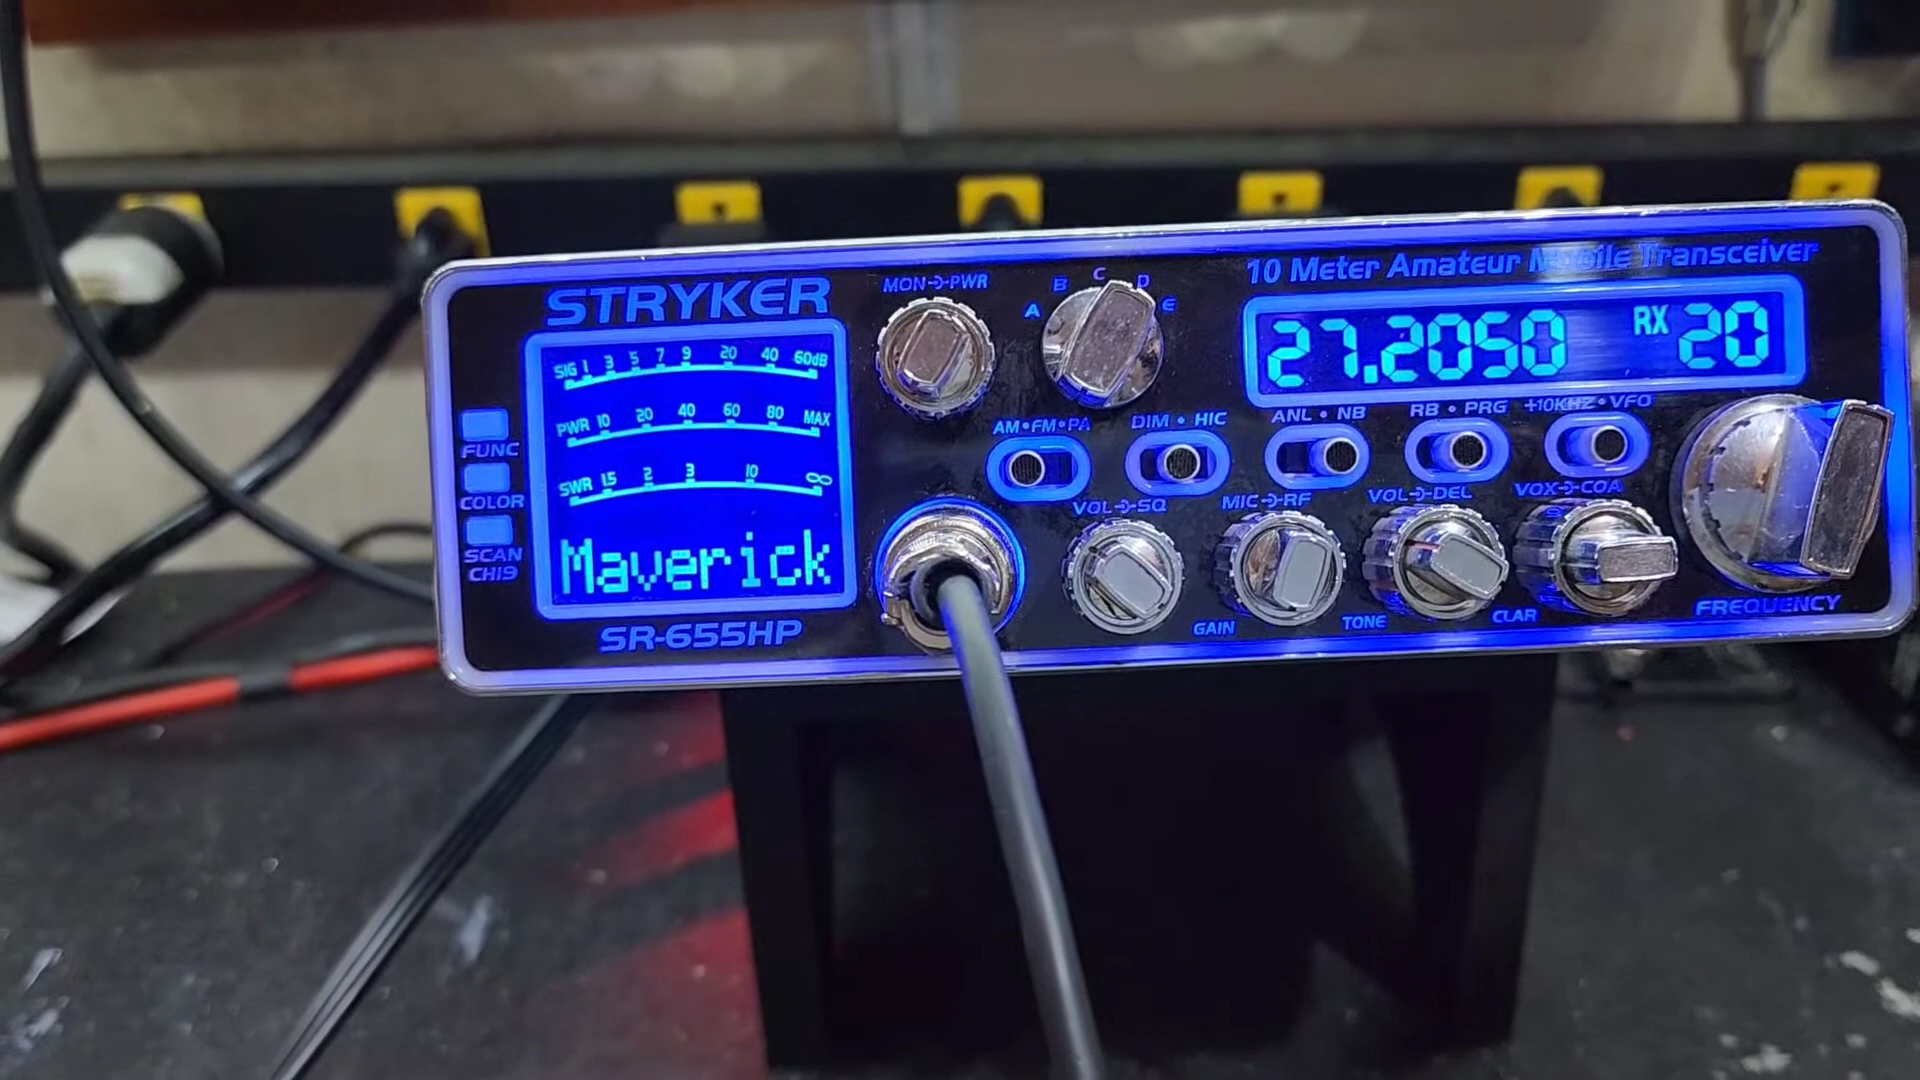 STRYKER
SIG 1 3 5 7 9 20 40 60dB
PWR 10 20 40 60 80 MAX
SWR 1.5 2 3 10 ∞
Maverick
SR-655HP
FUNC
COLOR
SCAN
CH19
MON PWR
A B C D E
10 Meter Amateur Mobile Transceiver
27.2050 RX 20
AM•FM•PA
DIM • HIC
ANL • NB
RB • PRG
+10KHZ•VFO
VOL SQ
MIC RF
VOL DEL
VOX COA
GAIN
TONE
CLAR
FREQUENCY